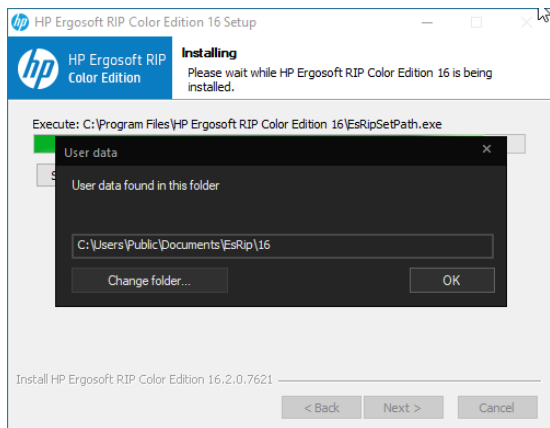 HP Ergosoft RIP Color Edition 16 Setup
hp
HP Ergosoft RIP
Color Edition
Installing
Please wait while HP Ergosoft RIP Color Edition 16 is being
installed.
Execute: C:\Program Files\HP Ergosoft RIP Color Edition 16\EsRipSetPath.exe
User data
User data found in this folder
C:\Users\Public\Documents\EsRip\16
Change folder...
OK
Install HP Ergosoft RIP Color Edition 16.2.0.7621
< Back
Next >
Cancel